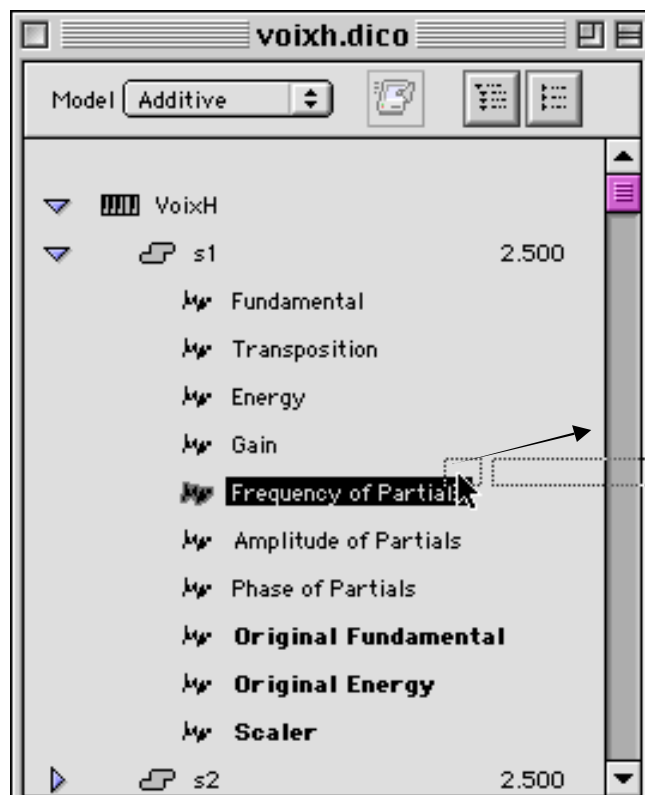 voixh.dico
Model Additive
VoixH
s1 2.500
Fundamental
Transposition
Energy
Gain
Frequency of Partials
Amplitude of Partials
Phase of Partials
Original Fundamental
Original Energy
Scaler
s2 2.500